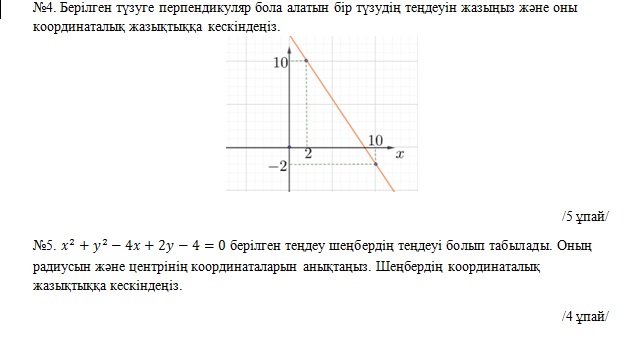 №4. Берілген түзуге перпендикуляр бола алатын бір түзудің теңдеуін жазыңыз және оны
координаталық жазықтыққа кескіндеңіз.
10
10
2
x
−2
/5 ұпай/
№5. x² + y² − 4x + 2y − 4 = 0 берілген теңдеу шеңбердің теңдеуі болып табылады. Оның
радиусын және центрінің координаталарын анықтаңыз. Шеңбердің координаталық
жазықтыққа кескіндеңіз.
/4 ұпай/